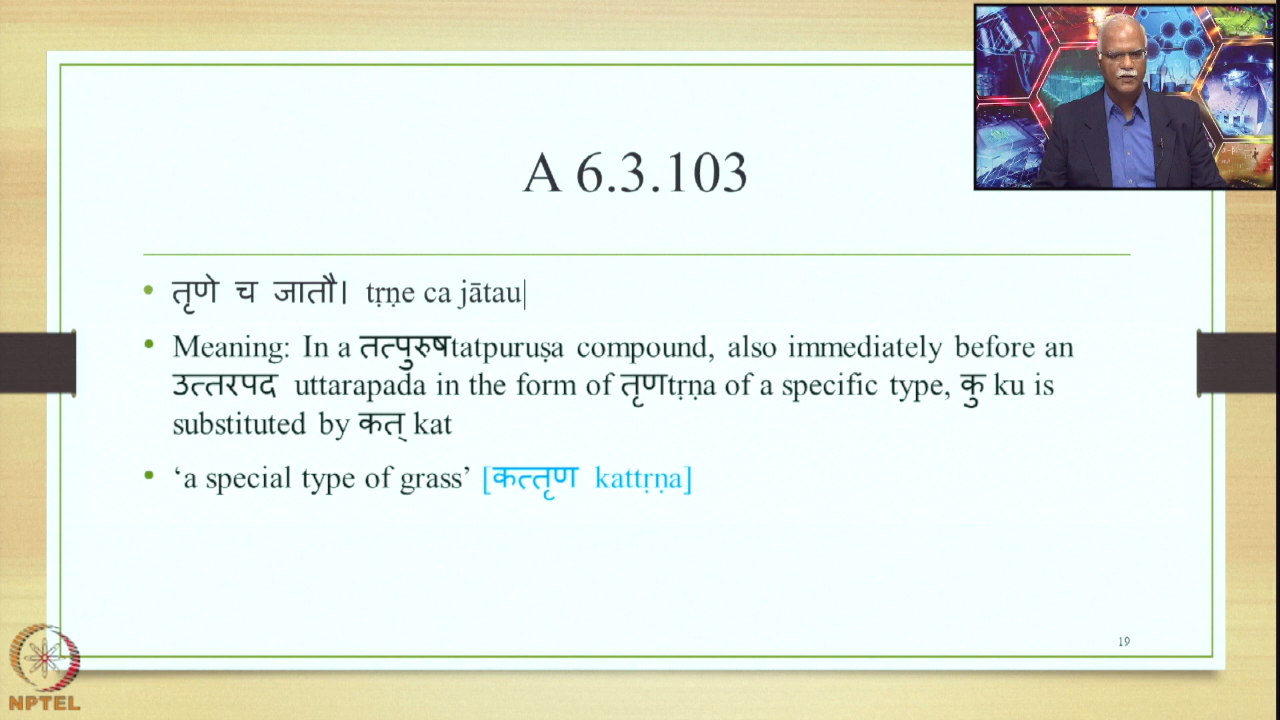 A 6.3.103
• तृणे च जातौ। tṛṇe ca jātau|
• Meaning: In a तत्पुरुषtatpuruṣa compound, also immediately before an
उत्तरपद uttarapada in the form of तृणtṛṇa of a specific type, कु ku is
substituted by कत् kat
• ‘a special type of grass’ [कत्तृण kattṛṇa]
19
NPTEL